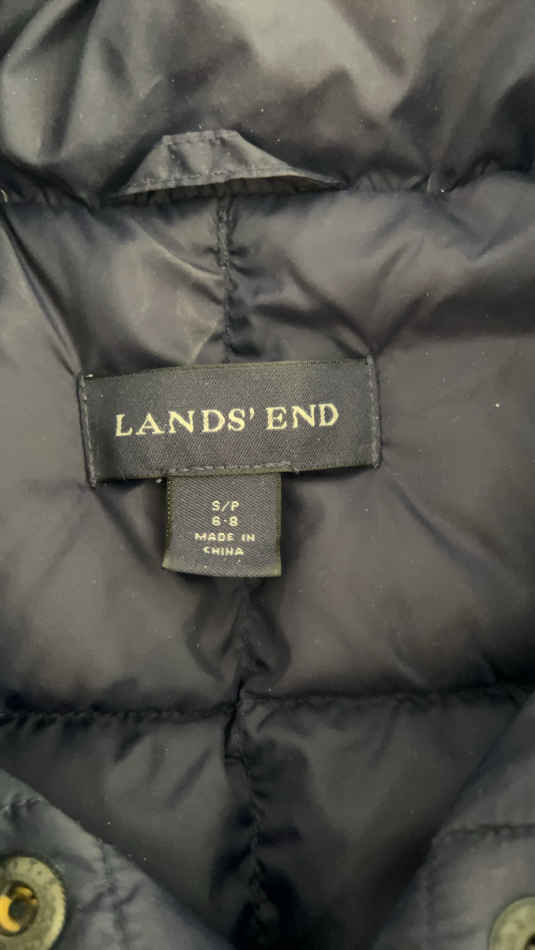 LANDS' END
S/P
6-8
MADE IN
CHINA